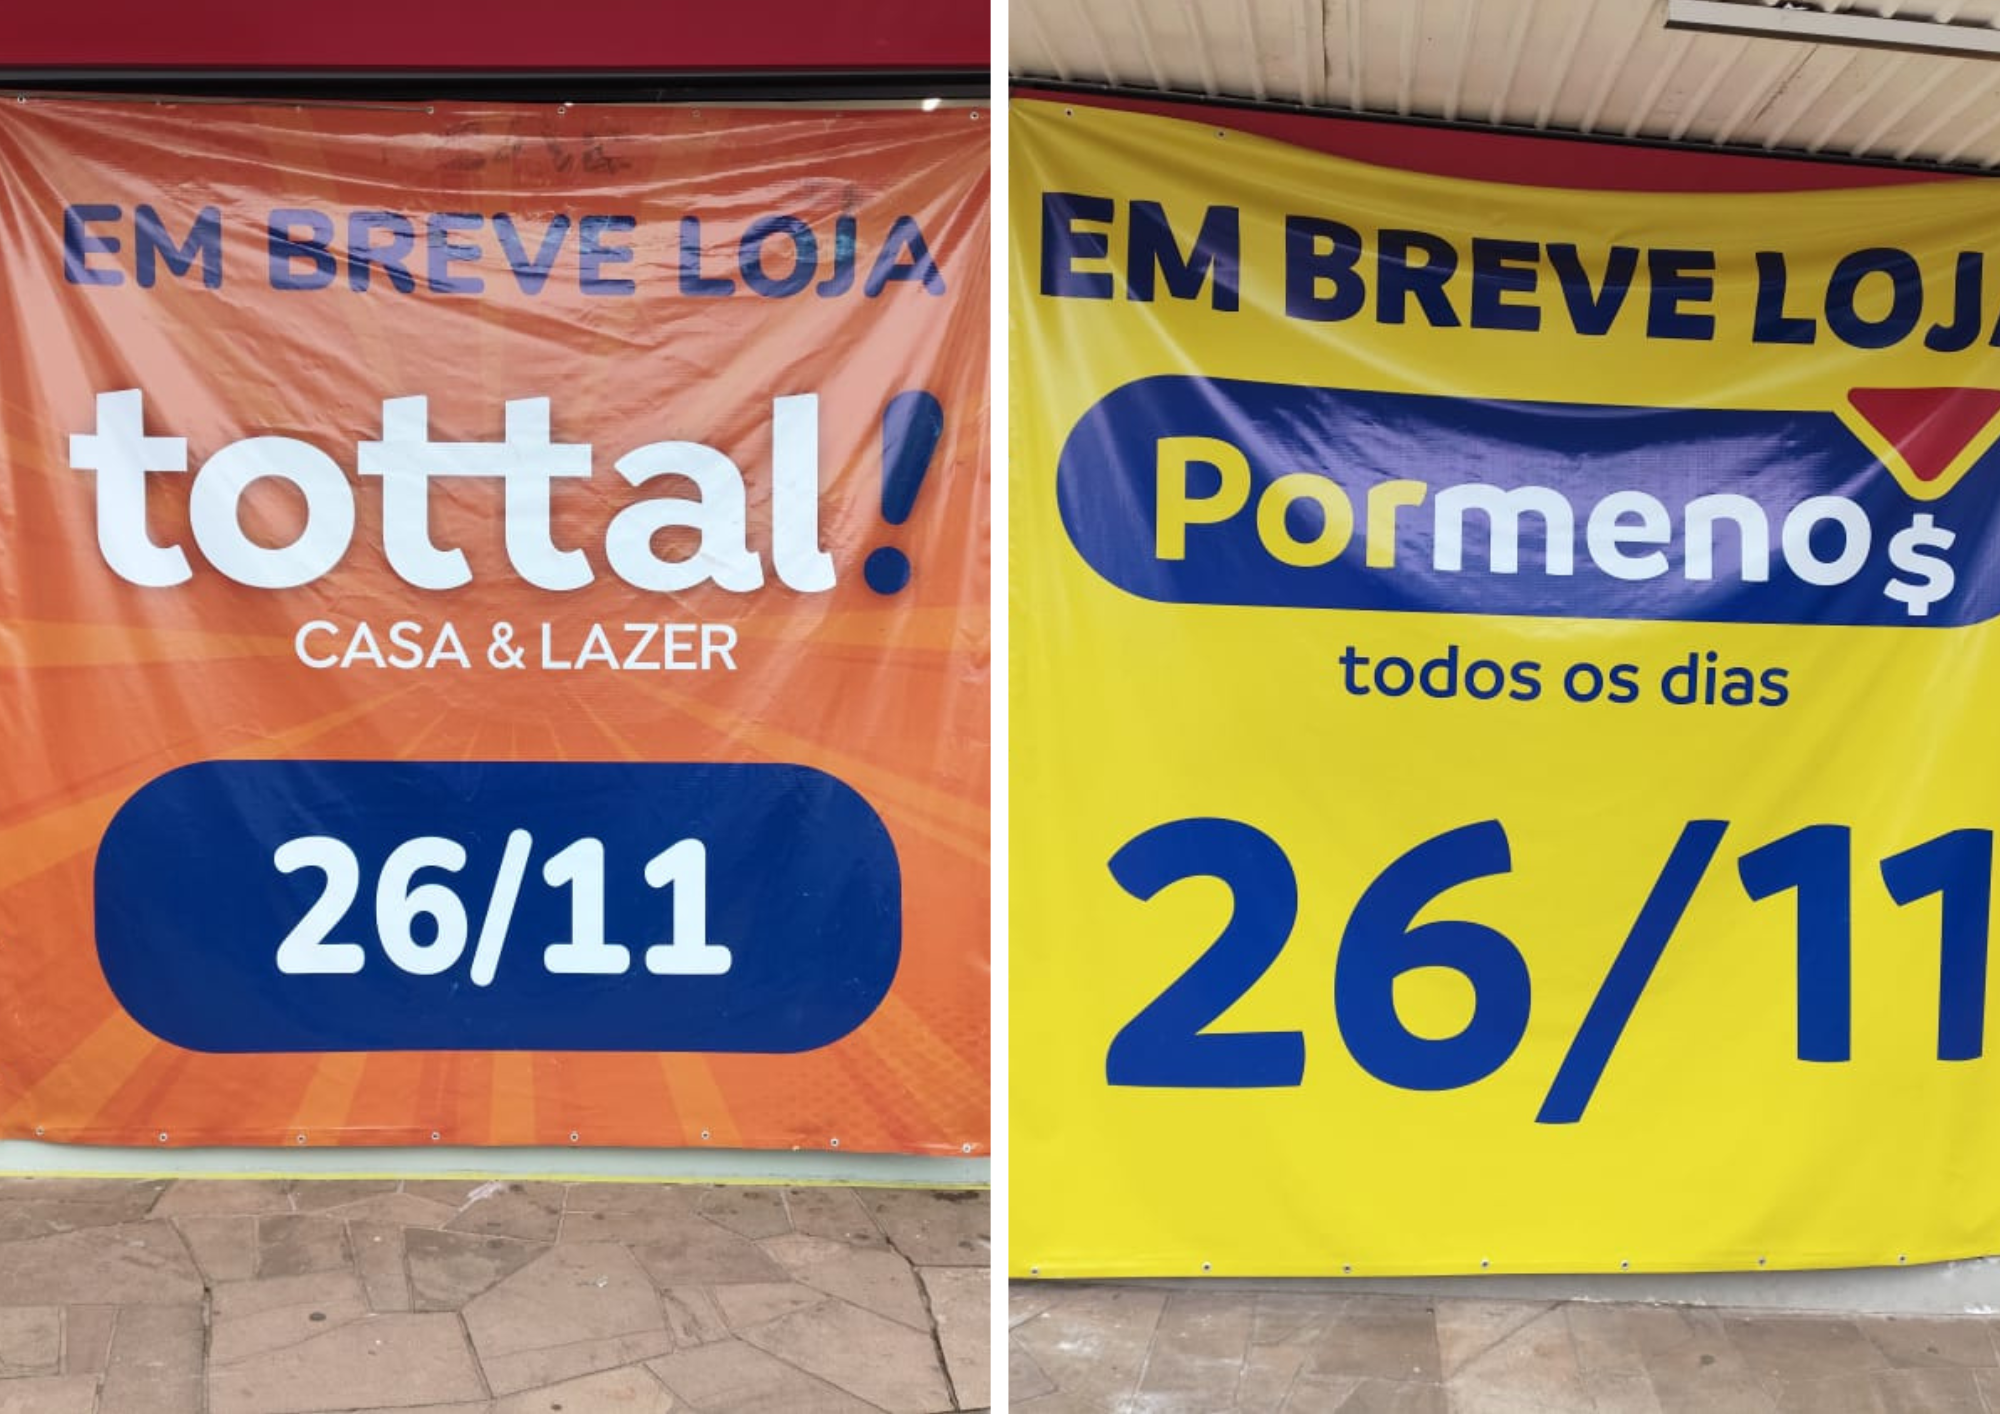 EM BREVE LOJA
tottal!
CASA & LAZER
26/11
EM BREVE LOJA
Pormeno$
todos os dias
26/11